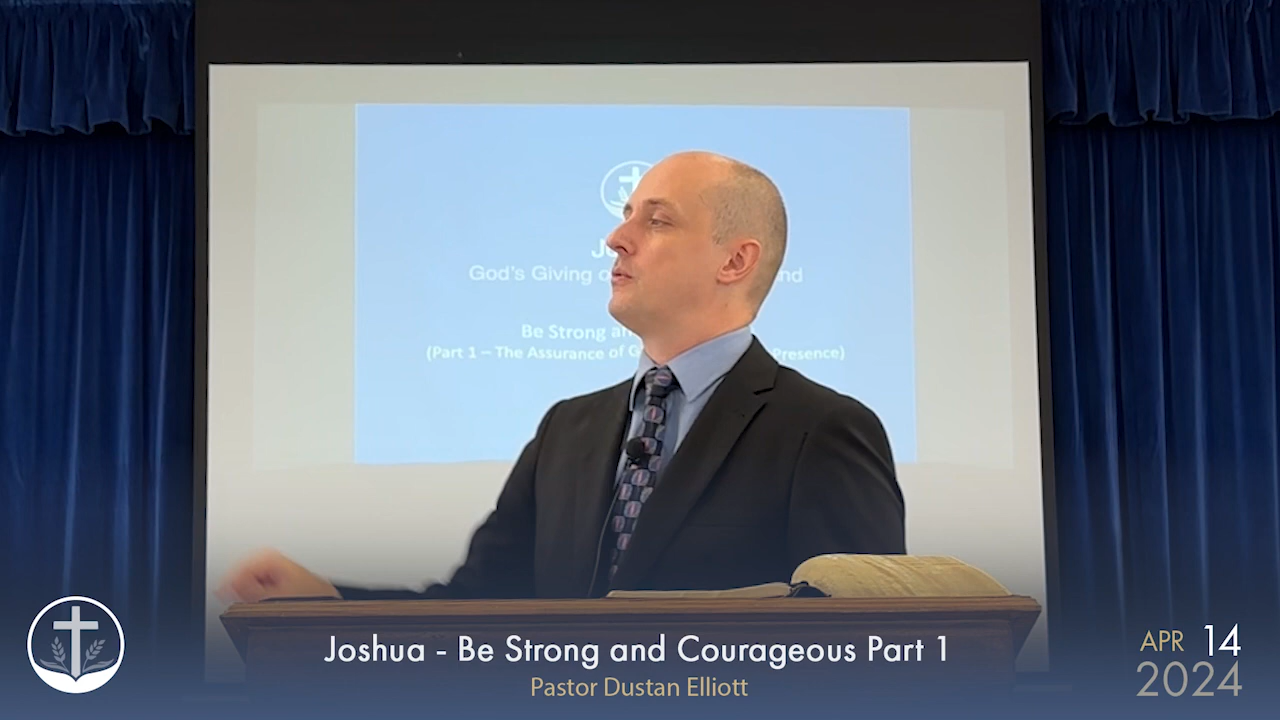 God's Giving
Be Strong
(Part 1 – The Assurance of
Presence)
Joshua - Be Strong and Courageous Part 1
Pastor Dustan Elliott
APR 14
2024